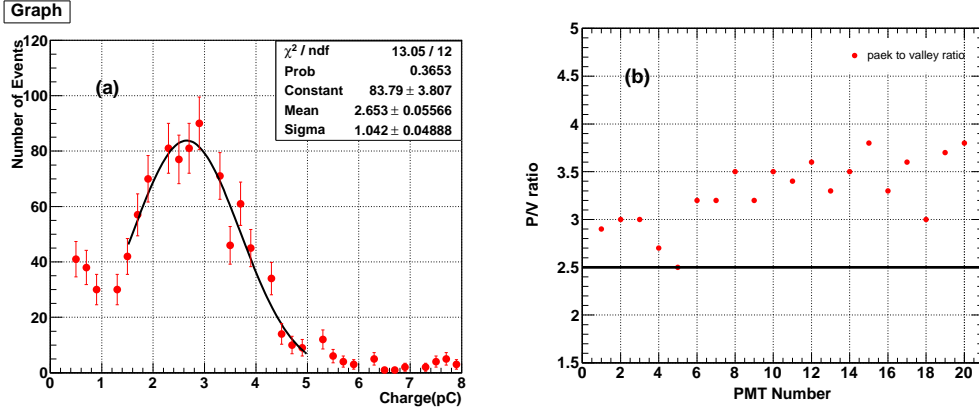 Graph
120
100
80
60
40
20
0
Number of Events
(a)
χ² / ndf 13.05 / 12
Prob 0.3653
Constant 83.79 ± 3.807
Mean 2.653 ± 0.05566
Sigma 1.042 ± 0.04888
0 1 2 3 4 5 6 7 8
Charge(pC)
5
4.5
4
3.5
3
2.5
2
1.5
P/V ratio
(b)
paek to valley ratio
0 2 4 6 8 10 12 14 16 18 20
PMT Number